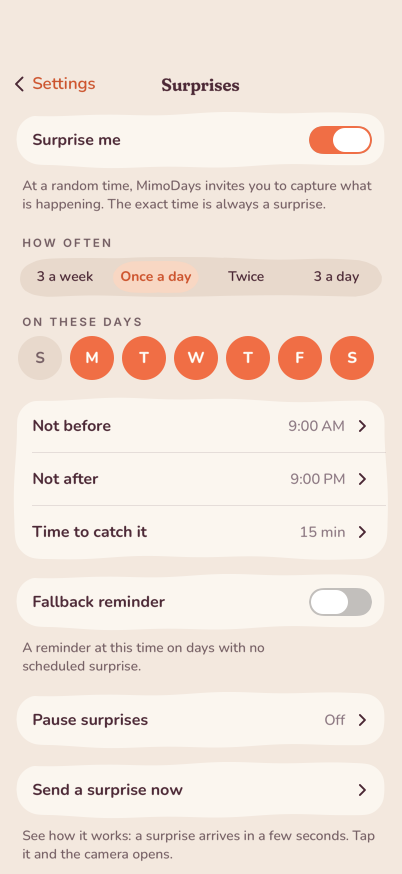 Settings
Surprises
Surprise me
At a random time, MimoDays invites you to capture what
is happening. The exact time is always a surprise.
HOW OFTEN
3 a week Once a day Twice 3 a day
ON THESE DAYS
S M T W T F S
Not before 9:00 AM
Not after 9:00 PM
Time to catch it 15 min
Fallback reminder
A reminder at this time on days with no
scheduled surprise.
Pause surprises Off
Send a surprise now
See how it works: a surprise arrives in a few seconds. Tap
it and the camera opens.